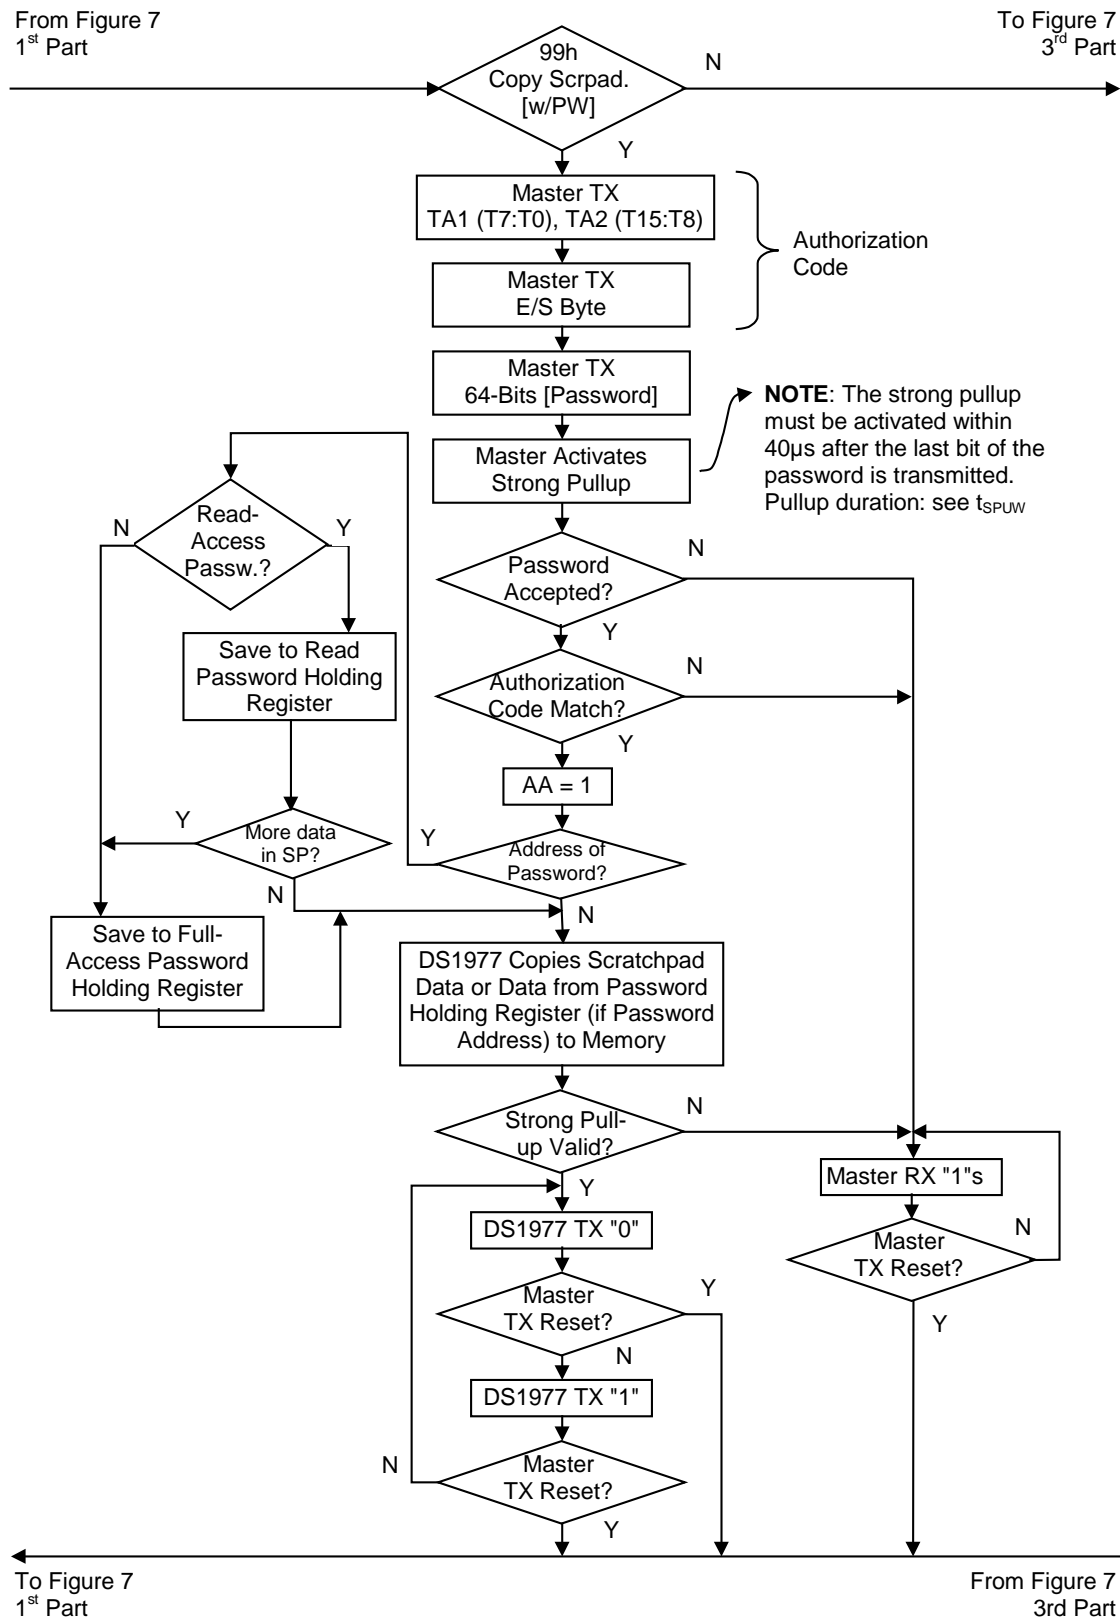 From Figure 7
1st Part
To Figure 7
3rd Part
99h
Copy Scrpad.
[w/PW]
N
Y
Master TX
TA1 (T7:T0), TA2 (T15:T8)
Authorization
Code
Master TX
E/S Byte
Master TX
64-Bits [Password]
NOTE: The strong pullup
must be activated within
40µs after the last bit of the
password is transmitted.
Pullup duration: see tSPUW
Master Activates
Strong Pullup
N
Read-
Access
Passw.?
Y
Password
Accepted?
N
Y
Save to Read
Password Holding
Register
Authorization
Code Match?
N
Y
AA = 1
Y
More data
in SP?
N
Y
Address of
Password?
N
Save to Full-
Access Password
Holding Register
DS1977 Copies Scratchpad
Data or Data from Password
Holding Register (if Password
Address) to Memory
Strong Pull-
up Valid?
N
Y
Master RX "1"s
DS1977 TX "0"
Master
TX Reset?
N
Y
Master
TX Reset?
Y
N
DS1977 TX "1"
N
Master
TX Reset?
Y
To Figure 7
1st Part
From Figure 7
3rd Part